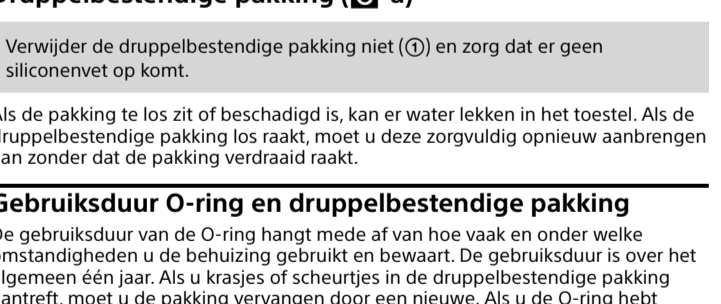 Druppelbestendige pakking (-a)
Verwijder de druppelbestendige pakking niet (①) en zorg dat er geen
siliconenvet op komt.
Als de pakking te los zit of beschadigd is, kan er water lekken in het toestel. Als de
druppelbestendige pakking los raakt, moet u deze zorgvuldig opnieuw aanbrengen
aan zonder dat de pakking verdraaid raakt.
Gebruiksduur O-ring en druppelbestendige pakking
De gebruiksduur van de O-ring hangt mede af van hoe vaak en onder welke
omstandigheden u de behuizing gebruikt en bewaart. De gebruiksduur is over het
algemeen één jaar. Als u krasjes of scheurtjes in de druppelbestendige pakking
aantreft, moet u de pakking vervangen door een nieuwe. Als u de O-ring hebt